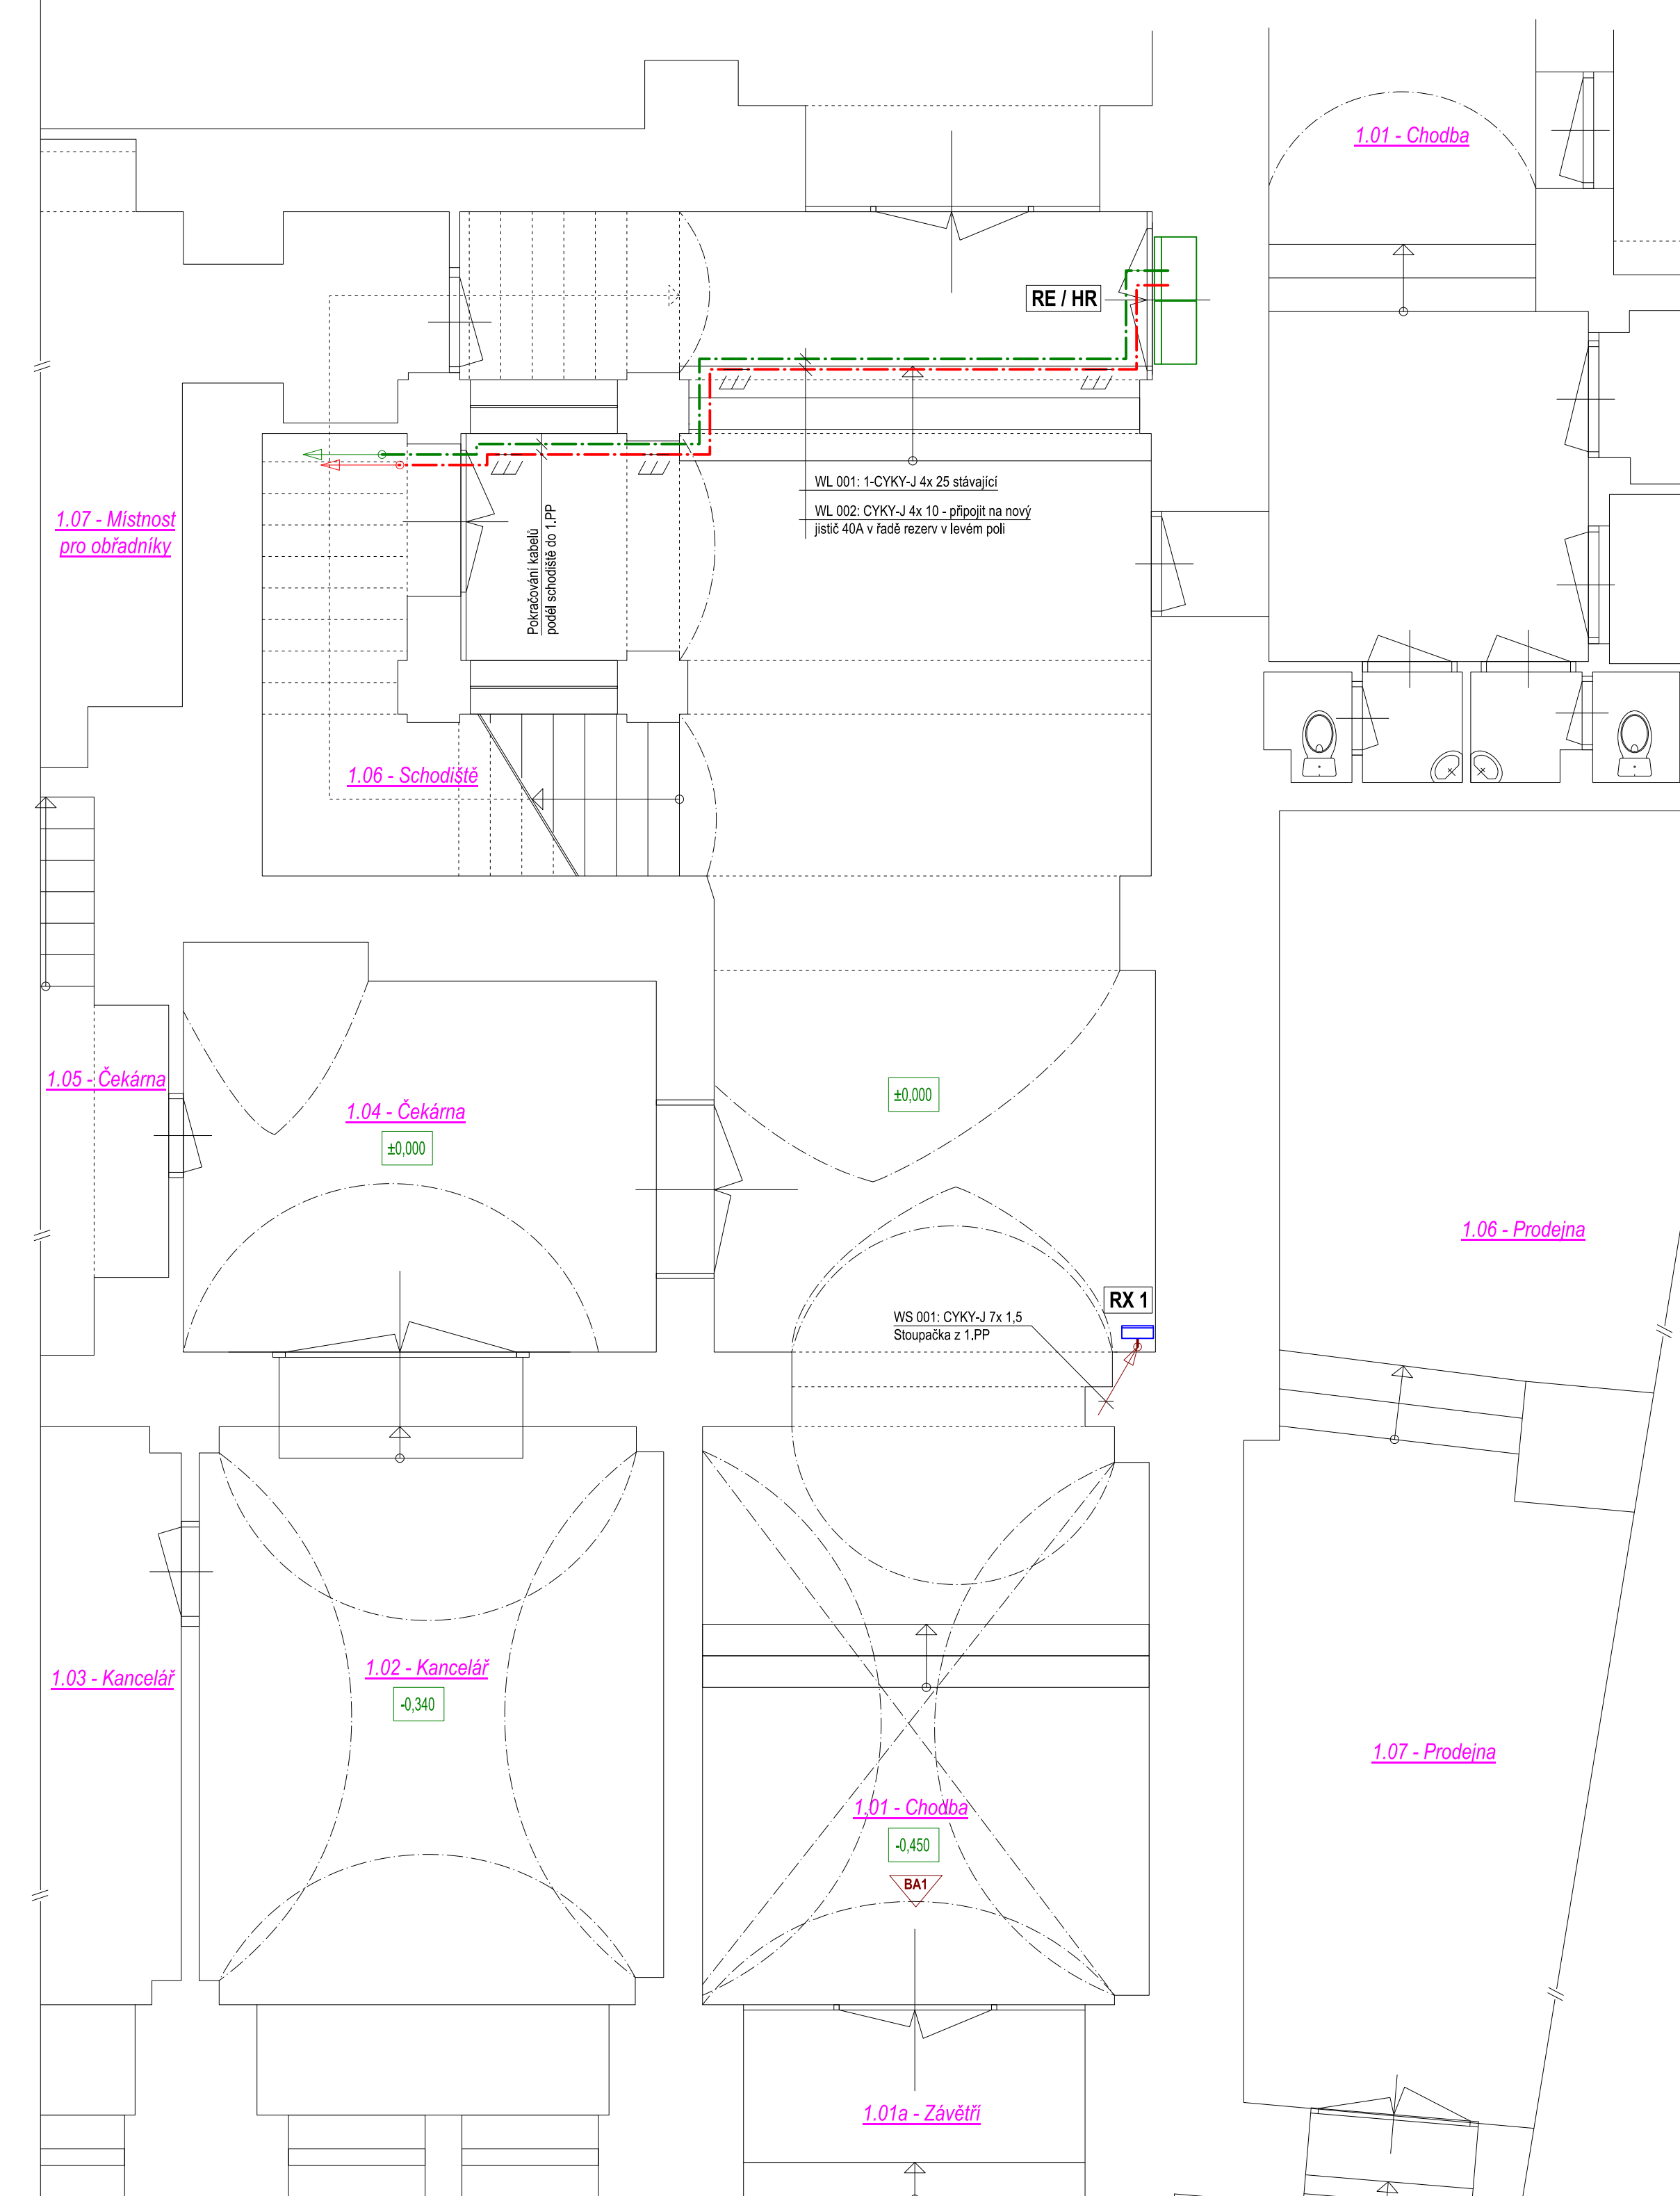 1.01 - Chodba
RE / HR
WL 001: 1-CYKY-J 4x 25 stávající
WL 002: CYKY-J 4x 10 - připojit na nový
jistič 40A v řadě rezerv v levém poli
Pokračování kabelů
podél schodiště do 1.PP
1.07 - Místnost
pro obřadníky
1.06 - Schodiště
1.05 - Čekárna
1.04 - Čekárna
±0,000
±0,000
1.06 - Prodejna
RX 1
WS 001: CYKY-J 7x 1,5
Stoupačka z 1.PP
1.03 - Kancelář
1.02 - Kancelář
-0,340
1.07 - Prodejna
1.01 - Chodba
-0,450
BA1
1.01a - Závětří